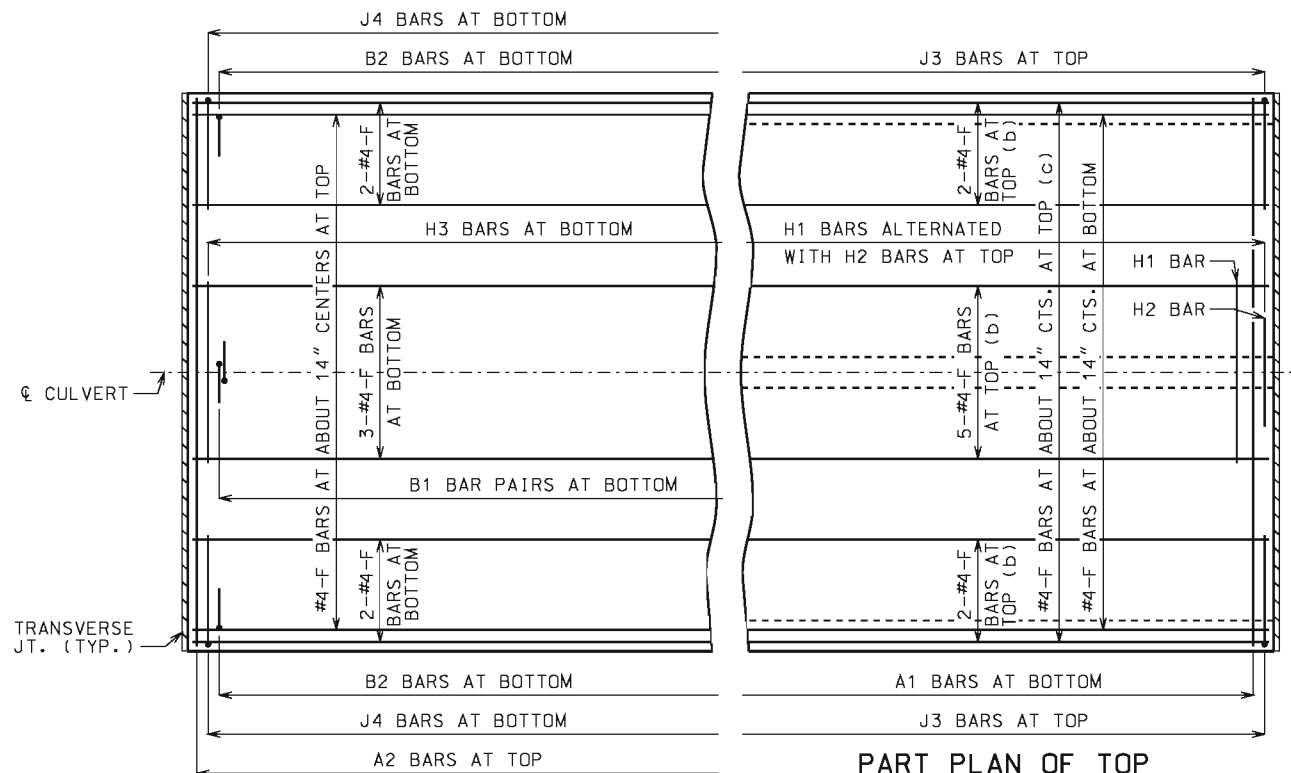 J4 BARS AT BOTTOM
B2 BARS AT BOTTOM
J3 BARS AT TOP
2-#4-F
BARS AT
BOTTOM
2-#4-F
BARS AT
TOP (b)
#4-F BARS AT ABOUT 14" CENTERS AT TOP
#4-F BARS AT ABOUT 14" CTS. AT TOP (c)
#4-F BARS AT ABOUT 14" CTS. AT BOTTOM
H3 BARS AT BOTTOM
H1 BARS ALTERNATED
WITH H2 BARS AT TOP
H1 BAR
H2 BAR
3-#4-F BARS
AT BOTTOM
5-#4-F BARS
AT TOP (b)
℄ CULVERT
B1 BAR PAIRS AT BOTTOM
2-#4-F
BARS AT
BOTTOM
2-#4-F
BARS AT
TOP (b)
TRANSVERSE
JT. (TYP.)
B2 BARS AT BOTTOM
A1 BARS AT BOTTOM
J4 BARS AT BOTTOM
J3 BARS AT TOP
A2 BARS AT TOP
PART PLAN OF TOP